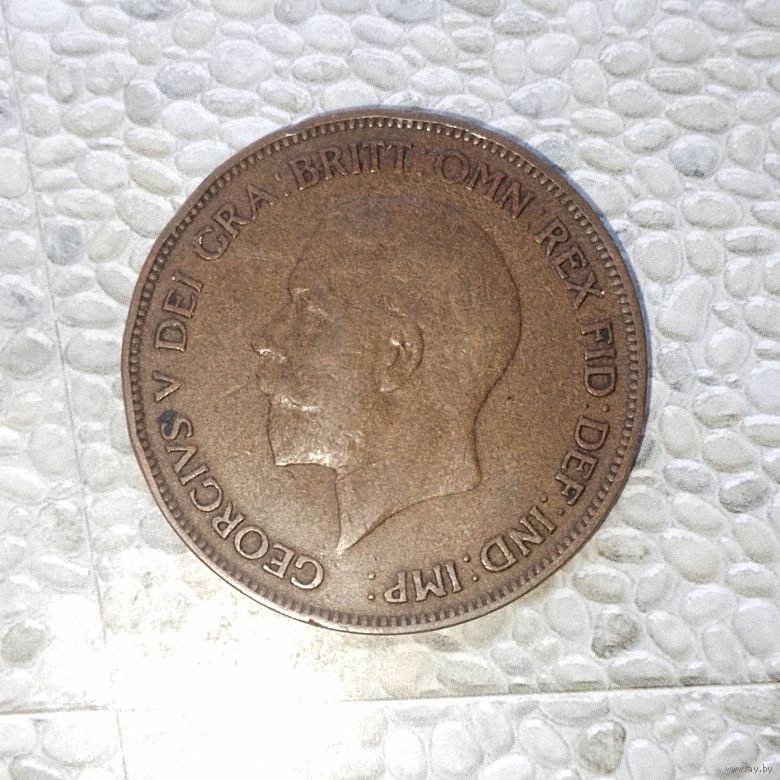 GEORGIVS V DEI GRA: BRITT: OMN REX FID: DEF: IND: IMP:
www.ay.by